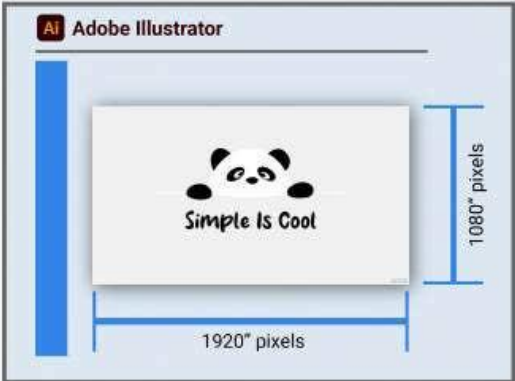 Ai Adobe Illustrator
Simple Is Cool
1080” pixels
1920” pixels